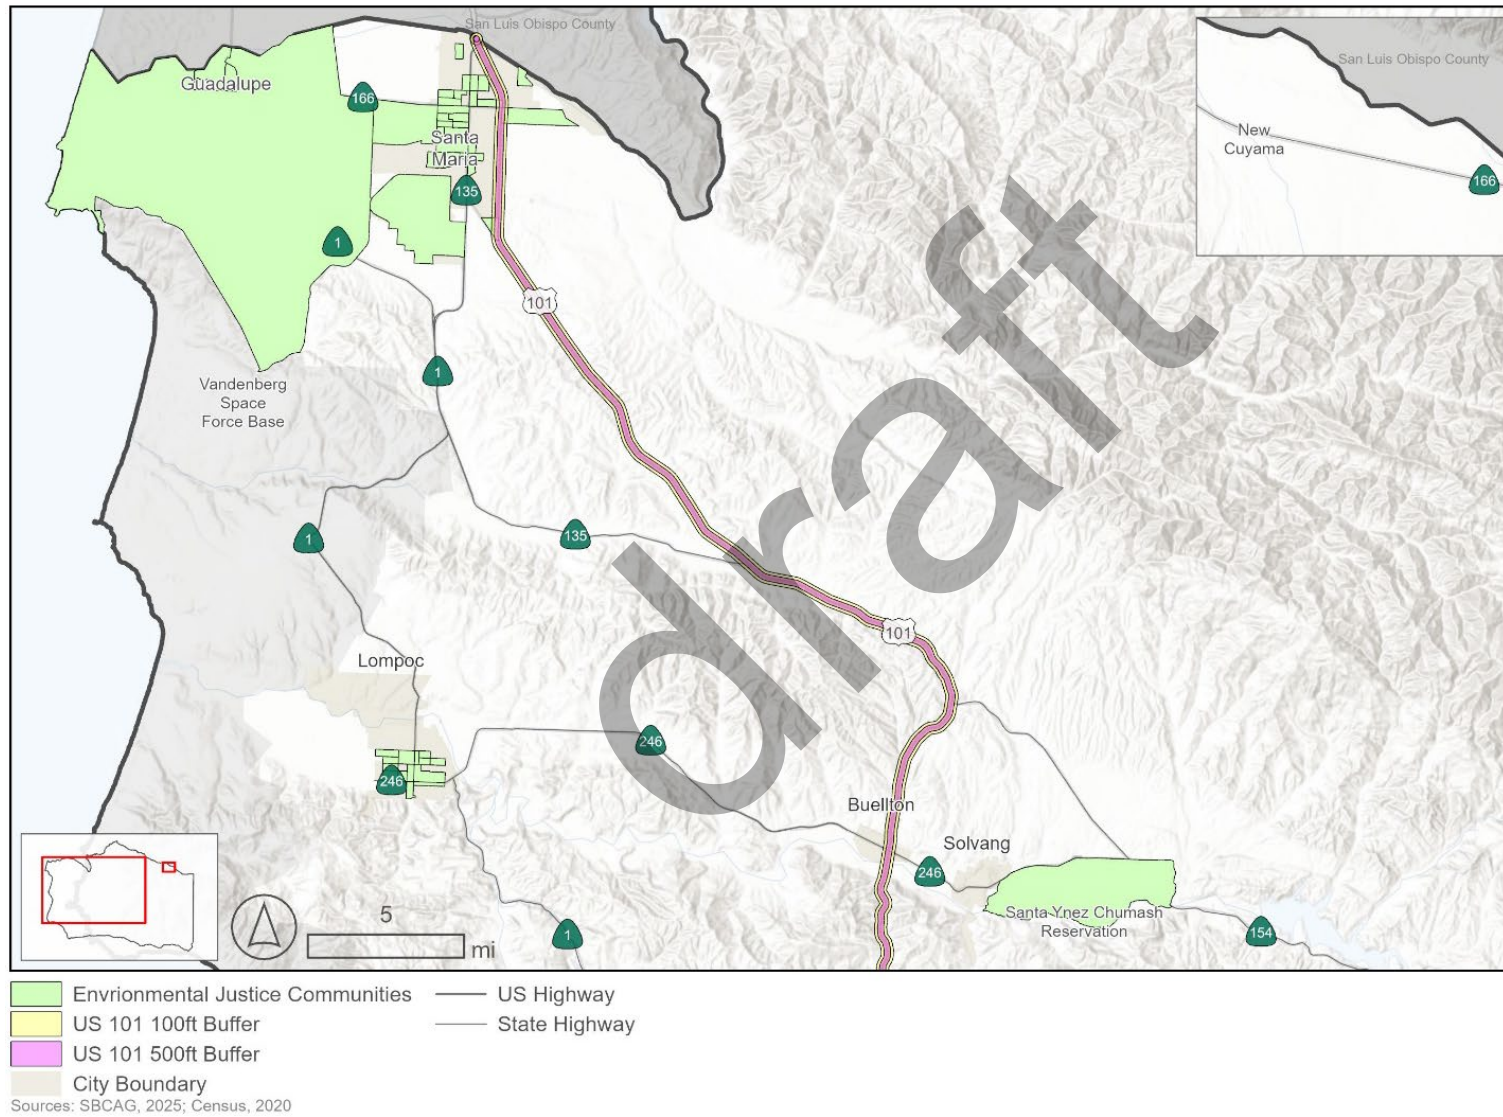 San Luis Obispo County
San Luis Obispo County
Guadalupe
166
Santa
Maria
New
Cuyama
166
135
1
101
1
Vandenberg
Space
Force Base
draft
1
135
101
Lompoc
246
246
Buellton
Solvang
246
Santa Ynez Chumash
Reservation
154
1
5
mi
Envrionmental Justice Communities
US Highway
US 101 100ft Buffer
State Highway
US 101 500ft Buffer
City Boundary
Sources: SBCAG, 2025; Census, 2020